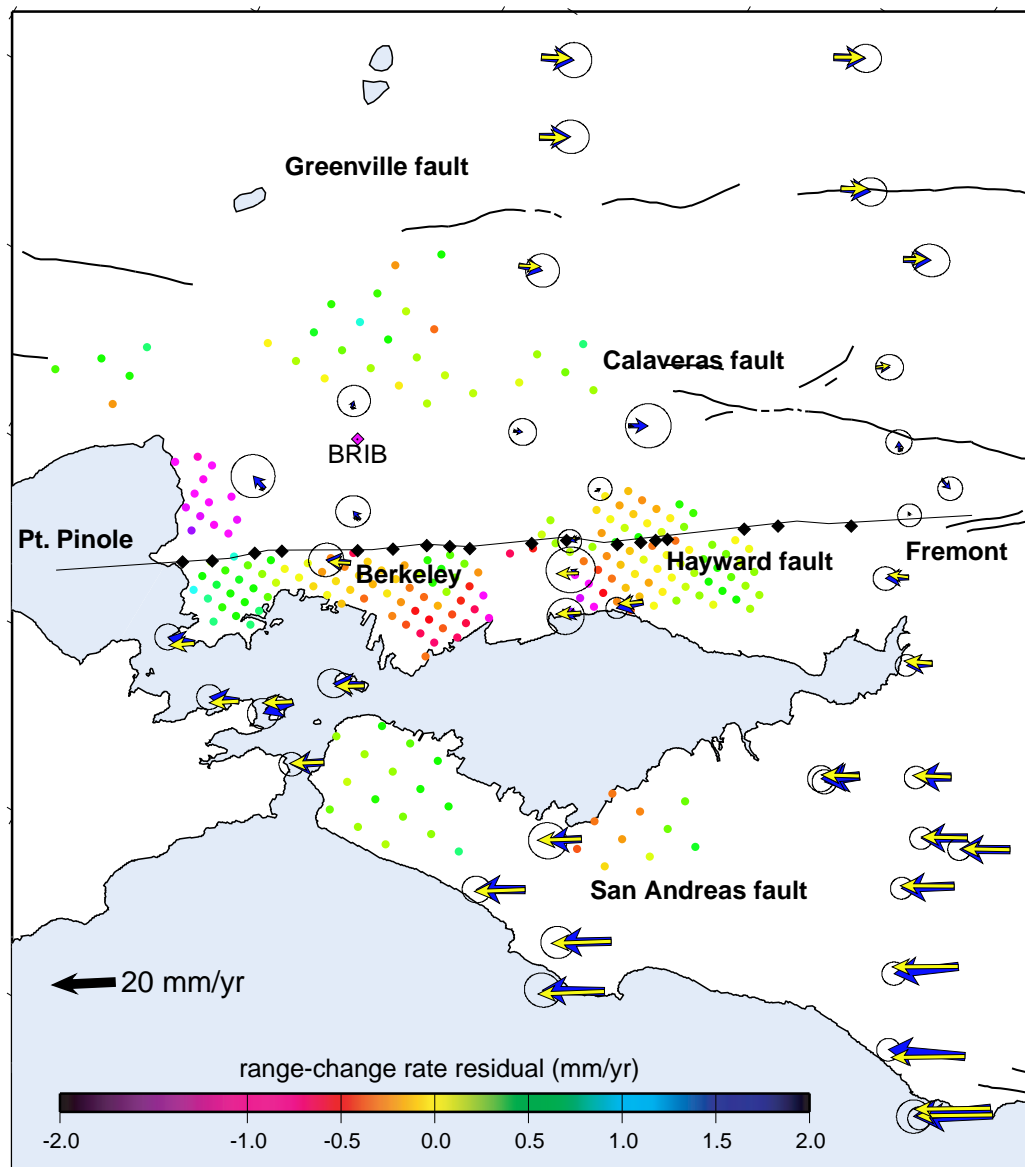 Greenville fault
Calaveras fault
BRIB
Pt. Pinole
Berkeley
Hayward fault
Fremont
San Andreas fault
20 mm/yr
range-change rate residual (mm/yr)
-2.0 -1.0 -0.5 0.0 0.5 1.0 1.5 2.0